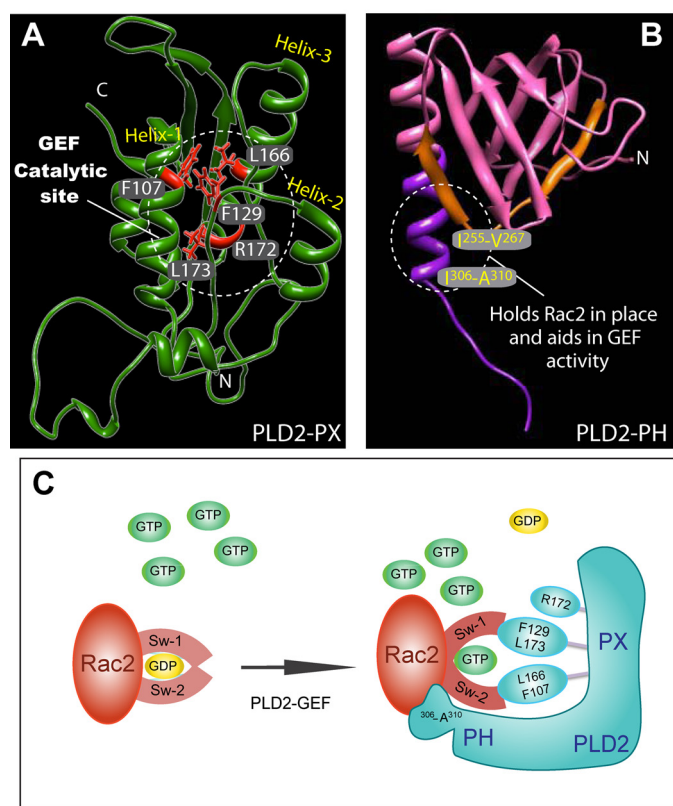 A
Helix-3
C
Helix-1
GEF
Catalytic
site
L166
F107
Helix-2
F129
R172
L173
N
PLD2-PX
B
N
I²⁵⁵-V²⁶⁷
I³⁰⁶-A³¹⁰
Holds Rac2 in place
and aids in GEF
activity
PLD2-PH
C
GTP
GTP
GTP
GTP
Rac2
Sw-1
GDP
Sw-2
PLD2-GEF
GDP
GTP
GTP
GTP
Rac2
Sw-1
GTP
Sw-2
R172
F129
L173
L166
F107
PX
³⁰⁶-A³¹⁰
PH
PLD2